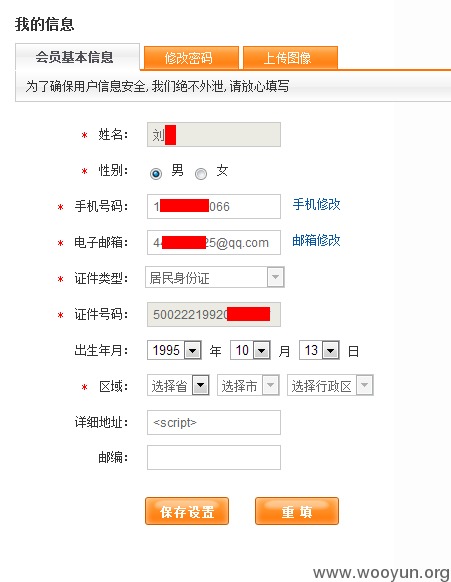 我的信息
会员基本信息 修改密码 上传图像
为了确保用户信息安全, 我们绝不外泄, 请放心填写
* 姓名： 刘
* 性别： 男 女
* 手机号码： 1 066 手机修改
* 电子邮箱： 4 25@qq.com 邮箱修改
* 证件类型： 居民身份证
* 证件号码： 5002221992
出生年月： 1995 年 10 月 13 日
* 区域： 选择省 选择市 选择行政区
详细地址： <script>
邮编：
保存设置 重 填
www.wooyun.org